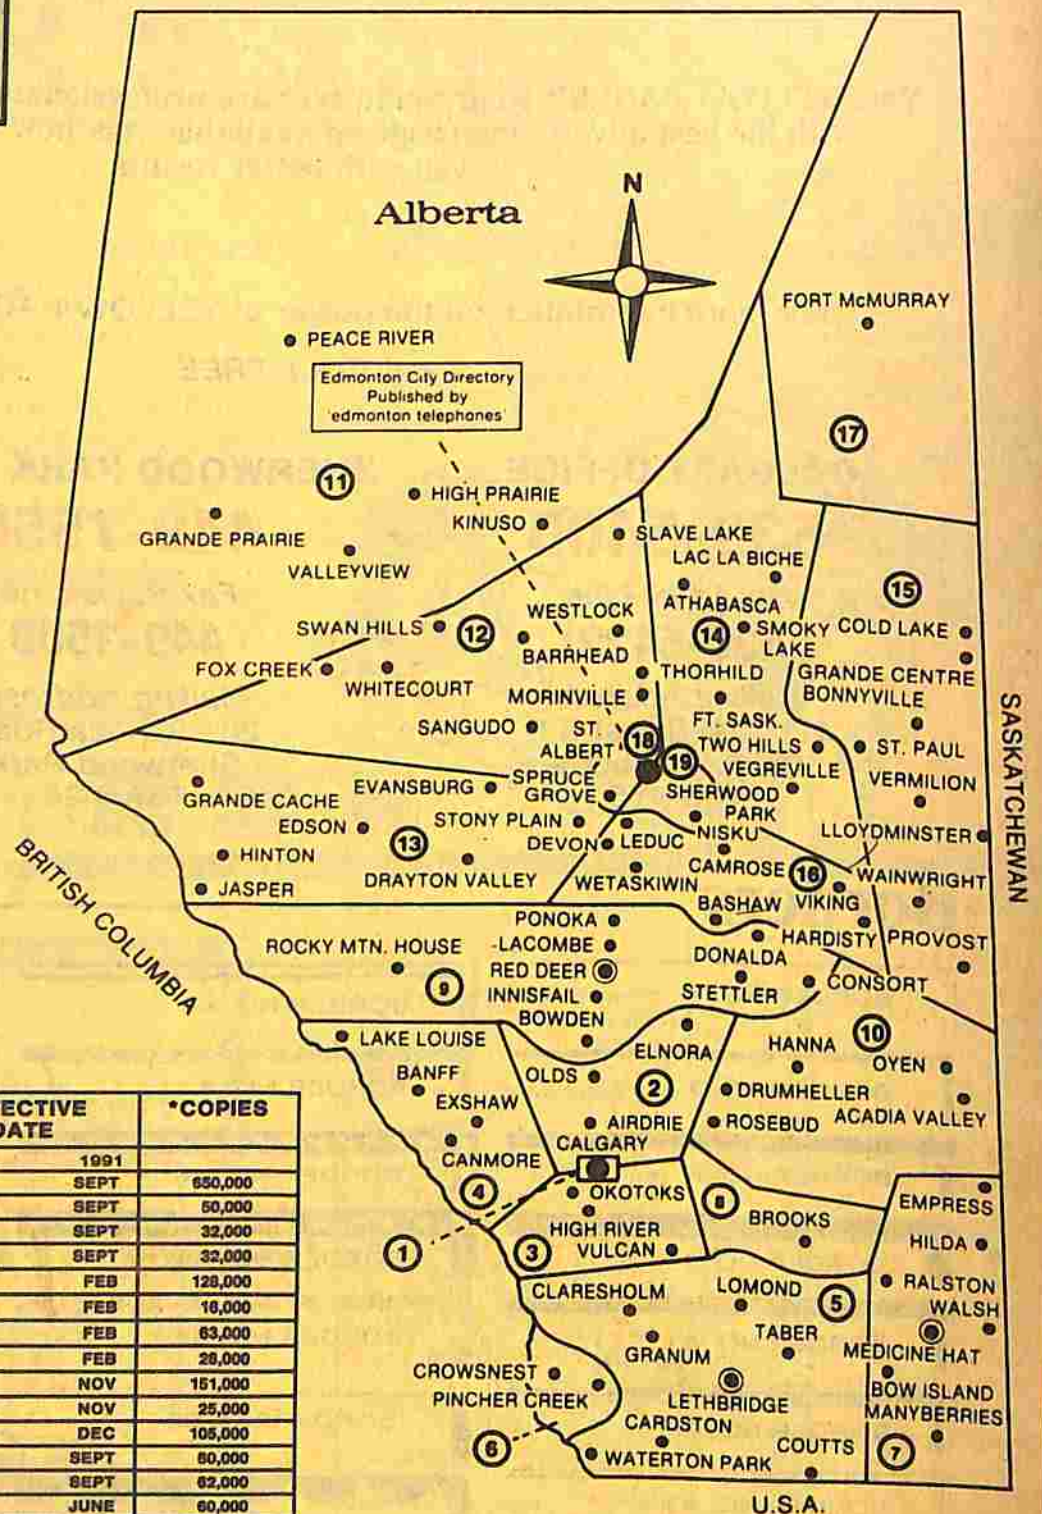 N
Alberta
FORT McMURRAY
PEACE RIVER
Edmonton City Directory
Published by
'edmonton telephones'
17
11
HIGH PRAIRIE
KINUSO
GRANDE PRAIRIE
SLAVE LAKE
VALLEYVIEW
LAC LA BICHE
15
ATHABASCA
WESTLOCK
SWAN HILLS
12
14
SMOKY
LAKE
COLD LAKE
BARRHEAD
FOX CREEK
WHITECOURT
THORHILD
GRANDE CENTRE
BONNYVILLE
MORINVILLE
SANGUDO
ST.
ALBERT
18
FT. SASK.
TWO HILLS
ST. PAUL
19
VEGREVILLE
VERMILION
SPRUCE
GROVE
SHERWOOD
PARK
EVANSBURG
GRANDE CACHE
EDSON
STONY PLAIN
NISKU
LLOYDMINSTER
HINTON
13
DEVON
LEDUC
JASPER
DRAYTON VALLEY
WETASKIWIN
CAMROSE
16
WAINWRIGHT
BASHAW
VIKING
SASKATCHEWAN
BRITISH COLUMBIA
PONOKA
-LACOMBE
ROCKY MTN. HOUSE
HARDISTY
PROVOST
DONALDA
RED DEER
9
INNISFAIL
STETTLER
CONSORT
BOWDEN
LAKE LOUISE
ELNORA
HANNA
10
OYEN
BANFF
OLDS
2
DRUMHELLER
EXSHAW
AIRDRIE
ROSEBUD
ACADIA VALLEY
CALGARY
CANMORE
4
OKOTOKS
8
BROOKS
EMPRESS
HIGH RIVER
1
3
VULCAN
HILDA
CLARESHOLM
LOMOND
5
RALSTON
WALSH
TABER
GRANUM
MEDICINE HAT
CROWSNEST
PINCHER CREEK
LETHBRIDGE
BOW ISLAND
MANYBERRIES
CARDSTON
6
WATERTON PARK
COUTTS
7
U.S.A.
ECTIVE
DATE
*COPIES
1991
SEPT 650,000
SEPT 50,000
SEPT 32,000
SEPT 32,000
FEB 128,000
FEB 16,000
FEB 63,000
FEB 28,000
NOV 151,000
NOV 25,000
DEC 105,000
SEPT 60,000
SEPT 62,000
JUNE 60,000